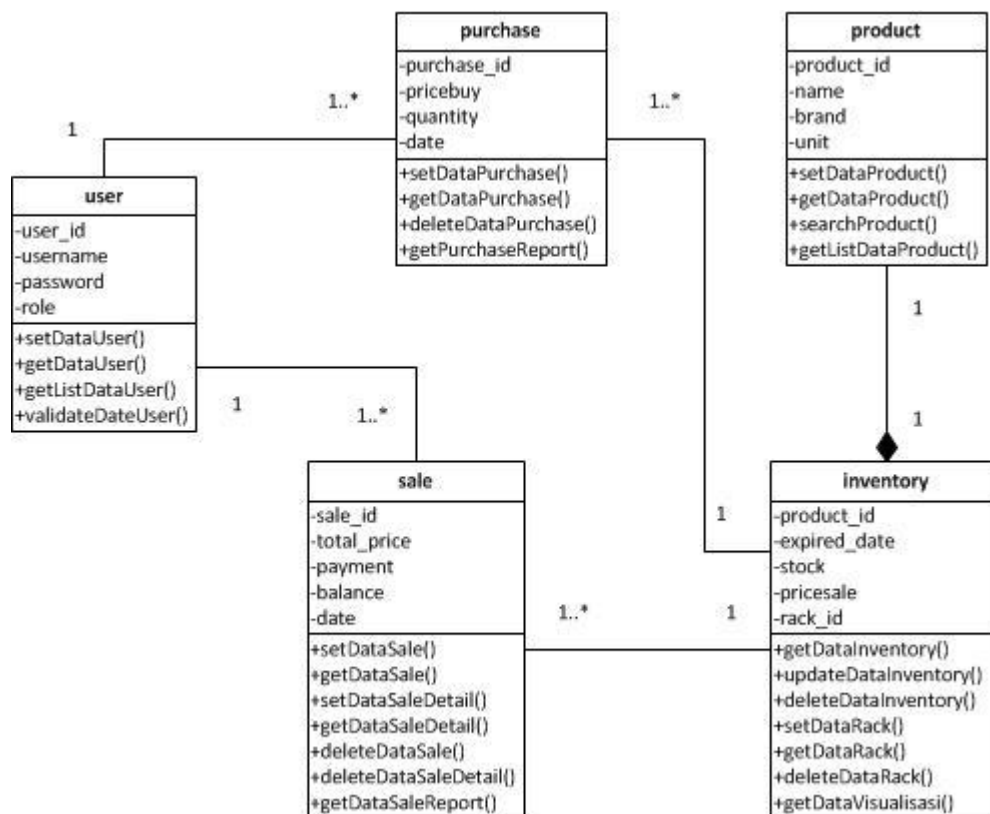 purchase
-purchase_id
-pricebuy
-quantity
-date
+setDataPurchase()
+getDataPurchase()
+deleteDataPurchase()
+getPurchaseReport()
product
-product_id
-name
-brand
-unit
+setDataProduct()
+getDataProduct()
+searchProduct()
+getListDataProduct()
1
1..*
1..*
user
-user_id
-username
-password
-role
+setDataUser()
+getDataUser()
+getListDataUser()
+validateDateUser()
1
1..*
1
1
1
sale
-sale_id
-total_price
-payment
-balance
-date
+setDataSale()
+getDataSale()
+setDataSaleDetail()
+getDataSaleDetail()
+deleteDataSale()
+deleteDataSaleDetail()
+getDataSaleReport()
1..*
1
inventory
-product_id
-expired_date
-stock
-pricesale
-rack_id
+getDataInventory()
+updateDataInventory()
+deleteDataInventory()
+setDataRack()
+getDataRack()
+deleteDataRack()
+getDataVisualisasi()